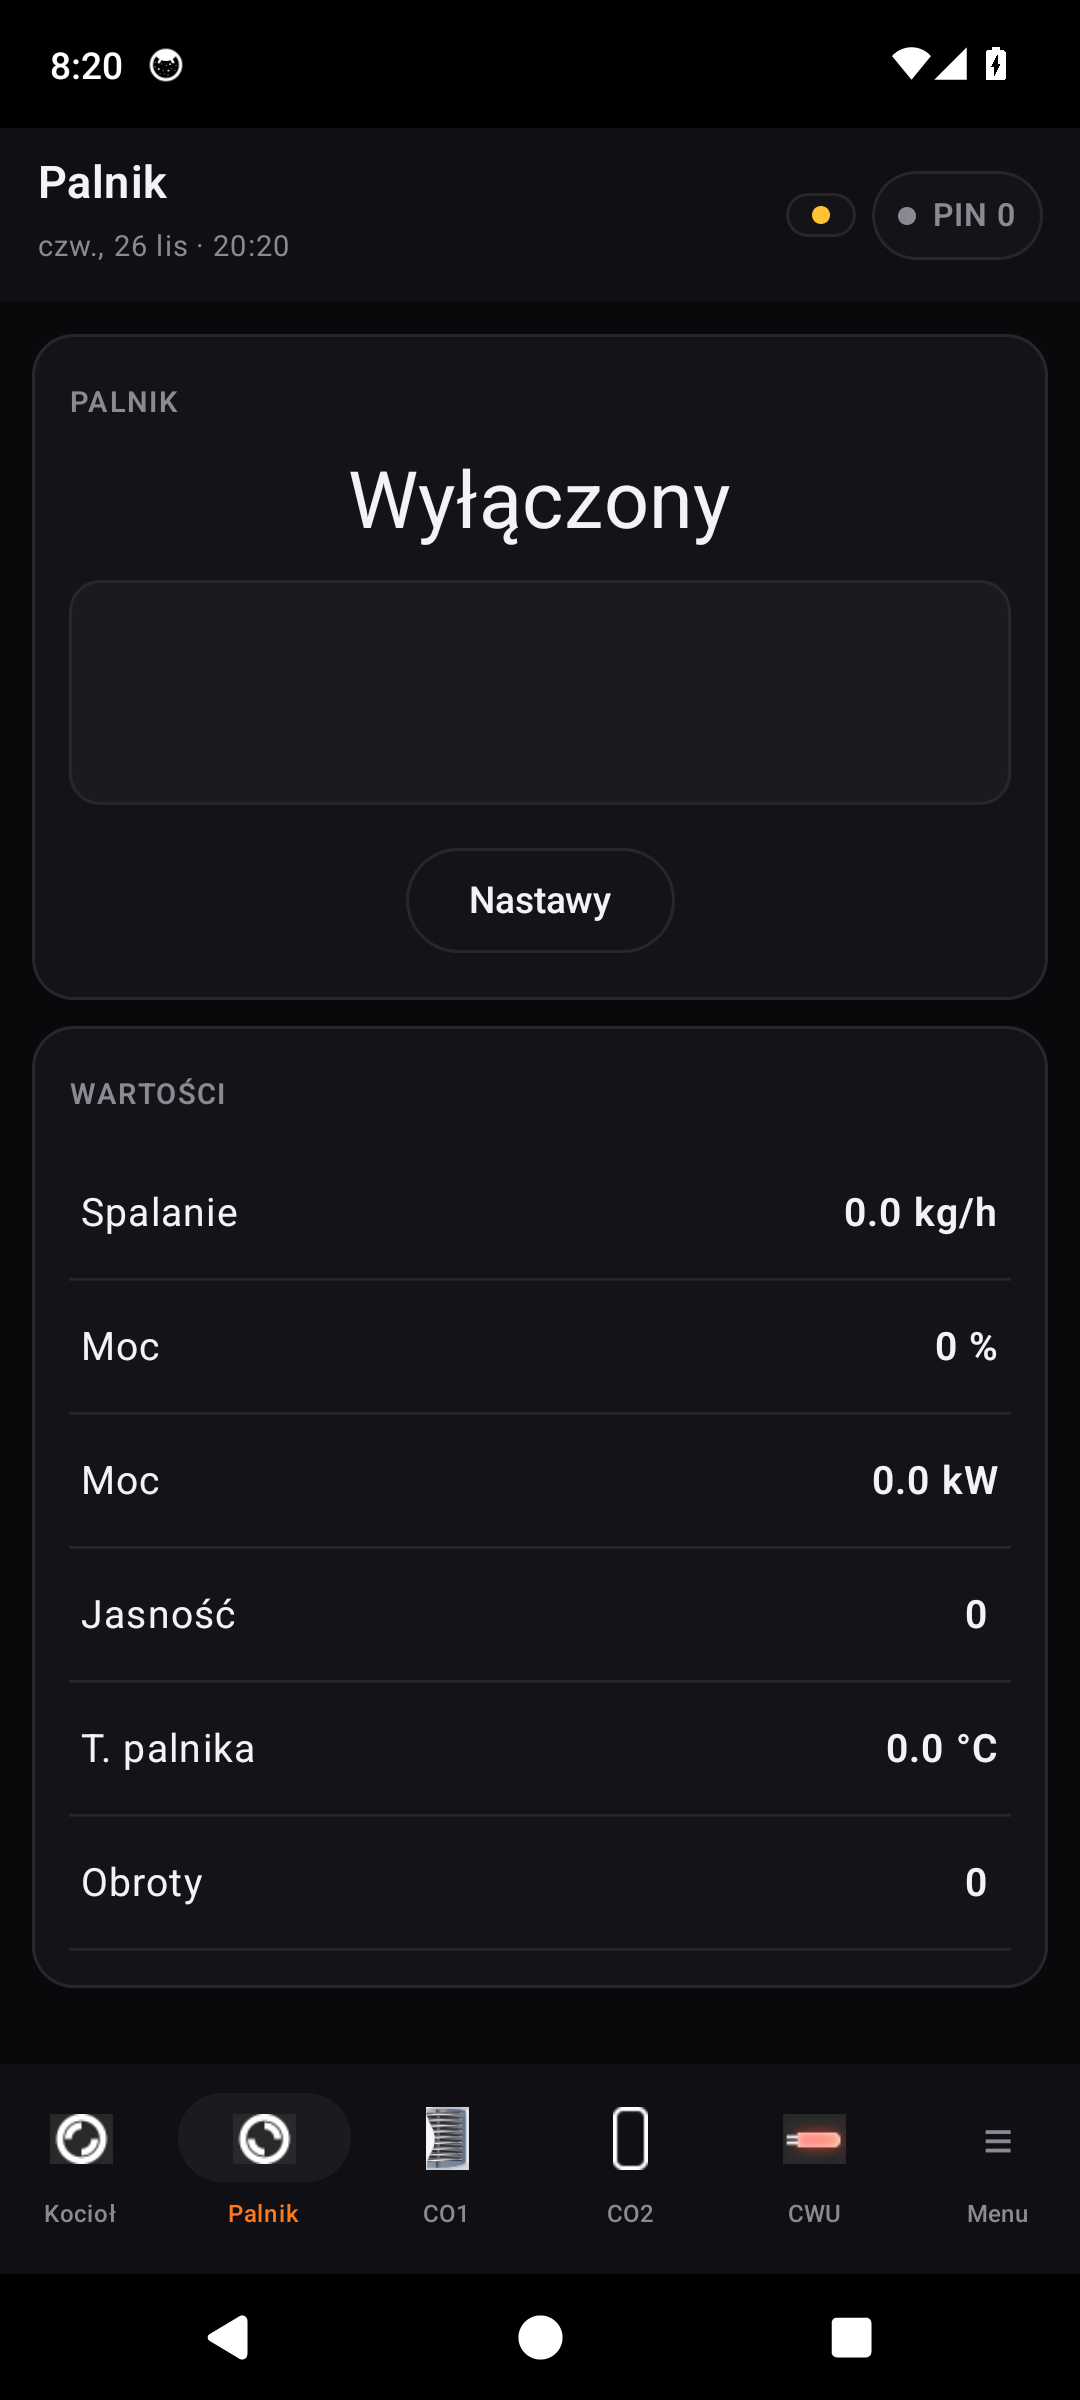 8:20
Palnik
czw., 26 lis · 20:20
PIN 0
PALNIK
Wyłączony
Nastawy
WARTOŚCI
Spalanie 0.0 kg/h
Moc 0 %
Moc 0.0 kW
Jasność 0
T. palnika 0.0 °C
Obroty 0
Kocioł Palnik CO1 CO2 CWU Menu